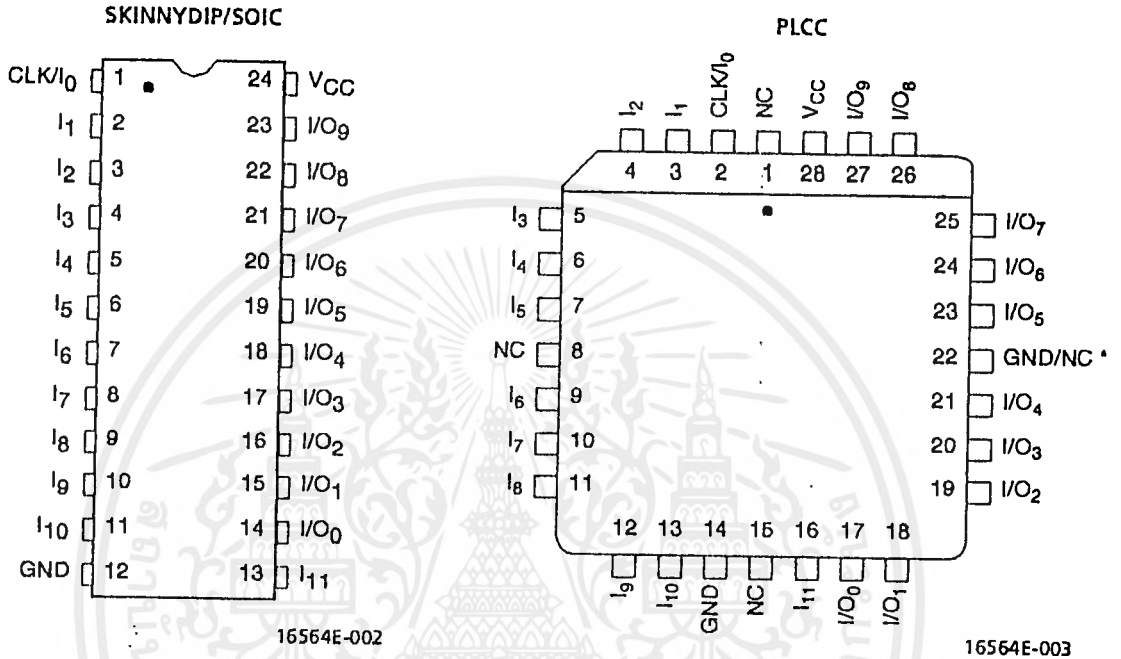 SKINNYDIP/SOIC
CLK/I0 1 24 VCC
I1 2 23 I/O9
I2 3 22 I/O8
I3 4 21 I/O7
I4 5 20 I/O6
I5 6 19 I/O5
I6 7 18 I/O4
I7 8 17 I/O3
I8 9 16 I/O2
I9 10 15 I/O1
I10 11 14 I/O0
GND 12 13 I11
16564E-002
PLCC
I2 I1 CLK/I0 NC VCC I/O9 I/O8
4 3 2 1 28 27 26
I3 5 25 I/O7
I4 6 24 I/O6
I5 7 23 I/O5
NC 8 22 GND/NC *
I6 9 21 I/O4
I7 10 20 I/O3
I8 11 19 I/O2
12 13 14 15 16 17 18
I9 I10 GND NC I11 I/O0 I/O1
16564E-003